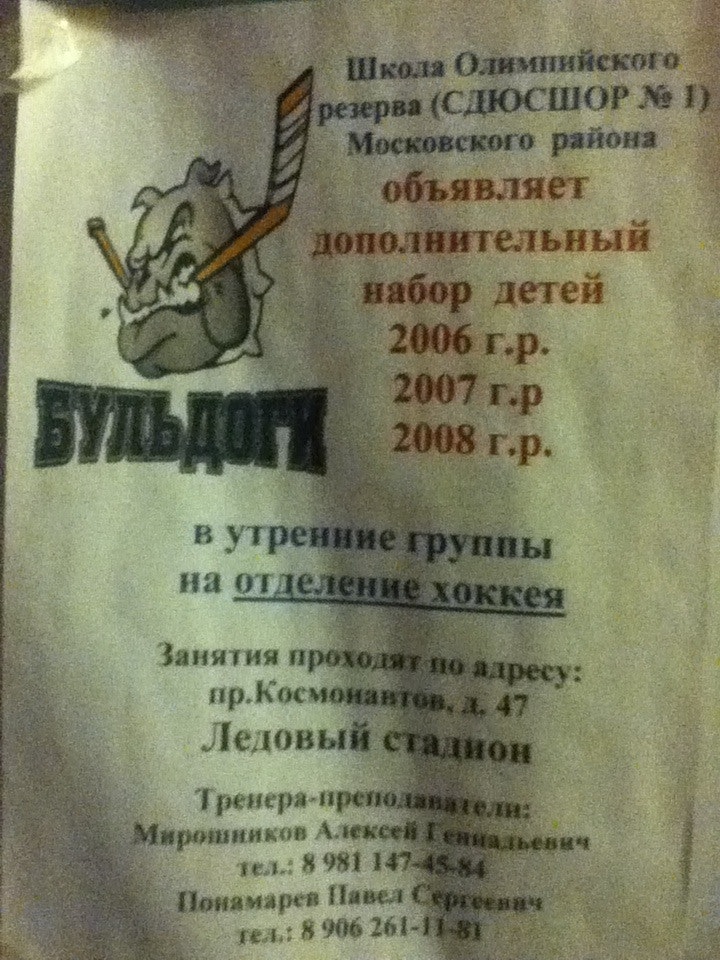 Школа Олимпийского
резерва (СДЮСШОР № 1)
Московского района
объявляет
дополнительный
набор детей
2006 г.р.
2007 г.р
2008 г.р.
БУЛЬДОГИ
в утренние группы
на отделение хоккея
Занятия проходят по адресу:
пр.Космонавтов, д. 47
Ледовый стадион
Тренера-преподаватели:
Мирошников Алексей Геннадьевич
тел.: 8 981 147-45-84
Понамарев Павел Сергеевич
тел.: 8 906 261-11-81